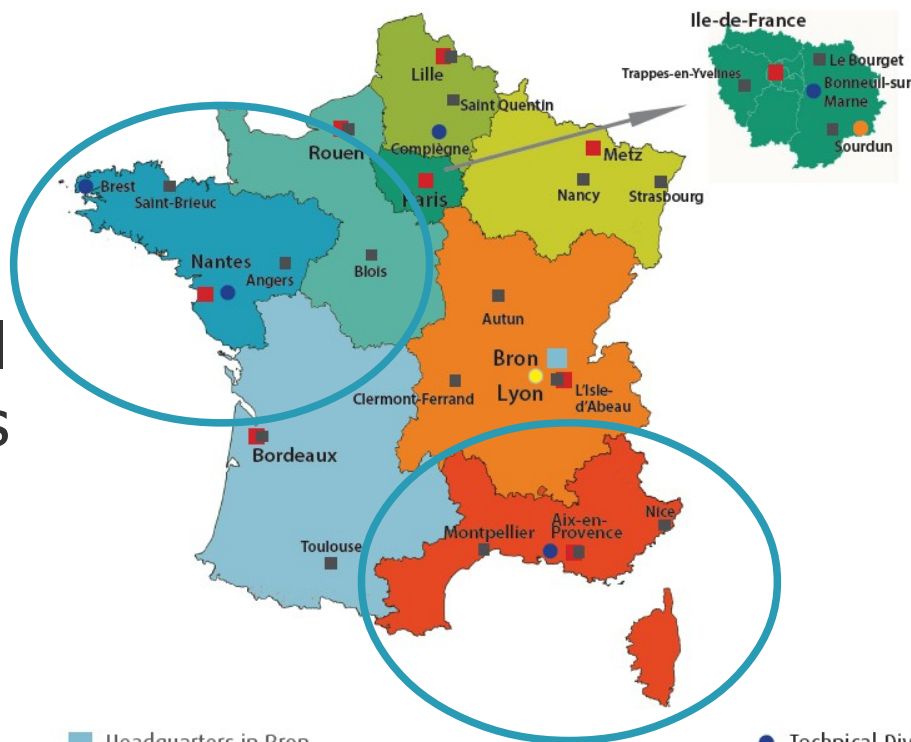 Ile-de-France
Le Bourget
Trappes-en-Yvelines
Bonneuil-sur
Marne
Sourdun
Lille
Saint Quentin
Compiègne
Rouen
Metz
Paris
Nancy
Strasbourg
Brest
Saint-Brieuc
Nantes
Angers
Blois
Autun
Bron
Lyon
L'Isle-
d'Abeau
Clermont-Ferrand
Bordeaux
Toulouse
Montpellier
Aix-en-
Provence
Nice
Headquarters in Bron